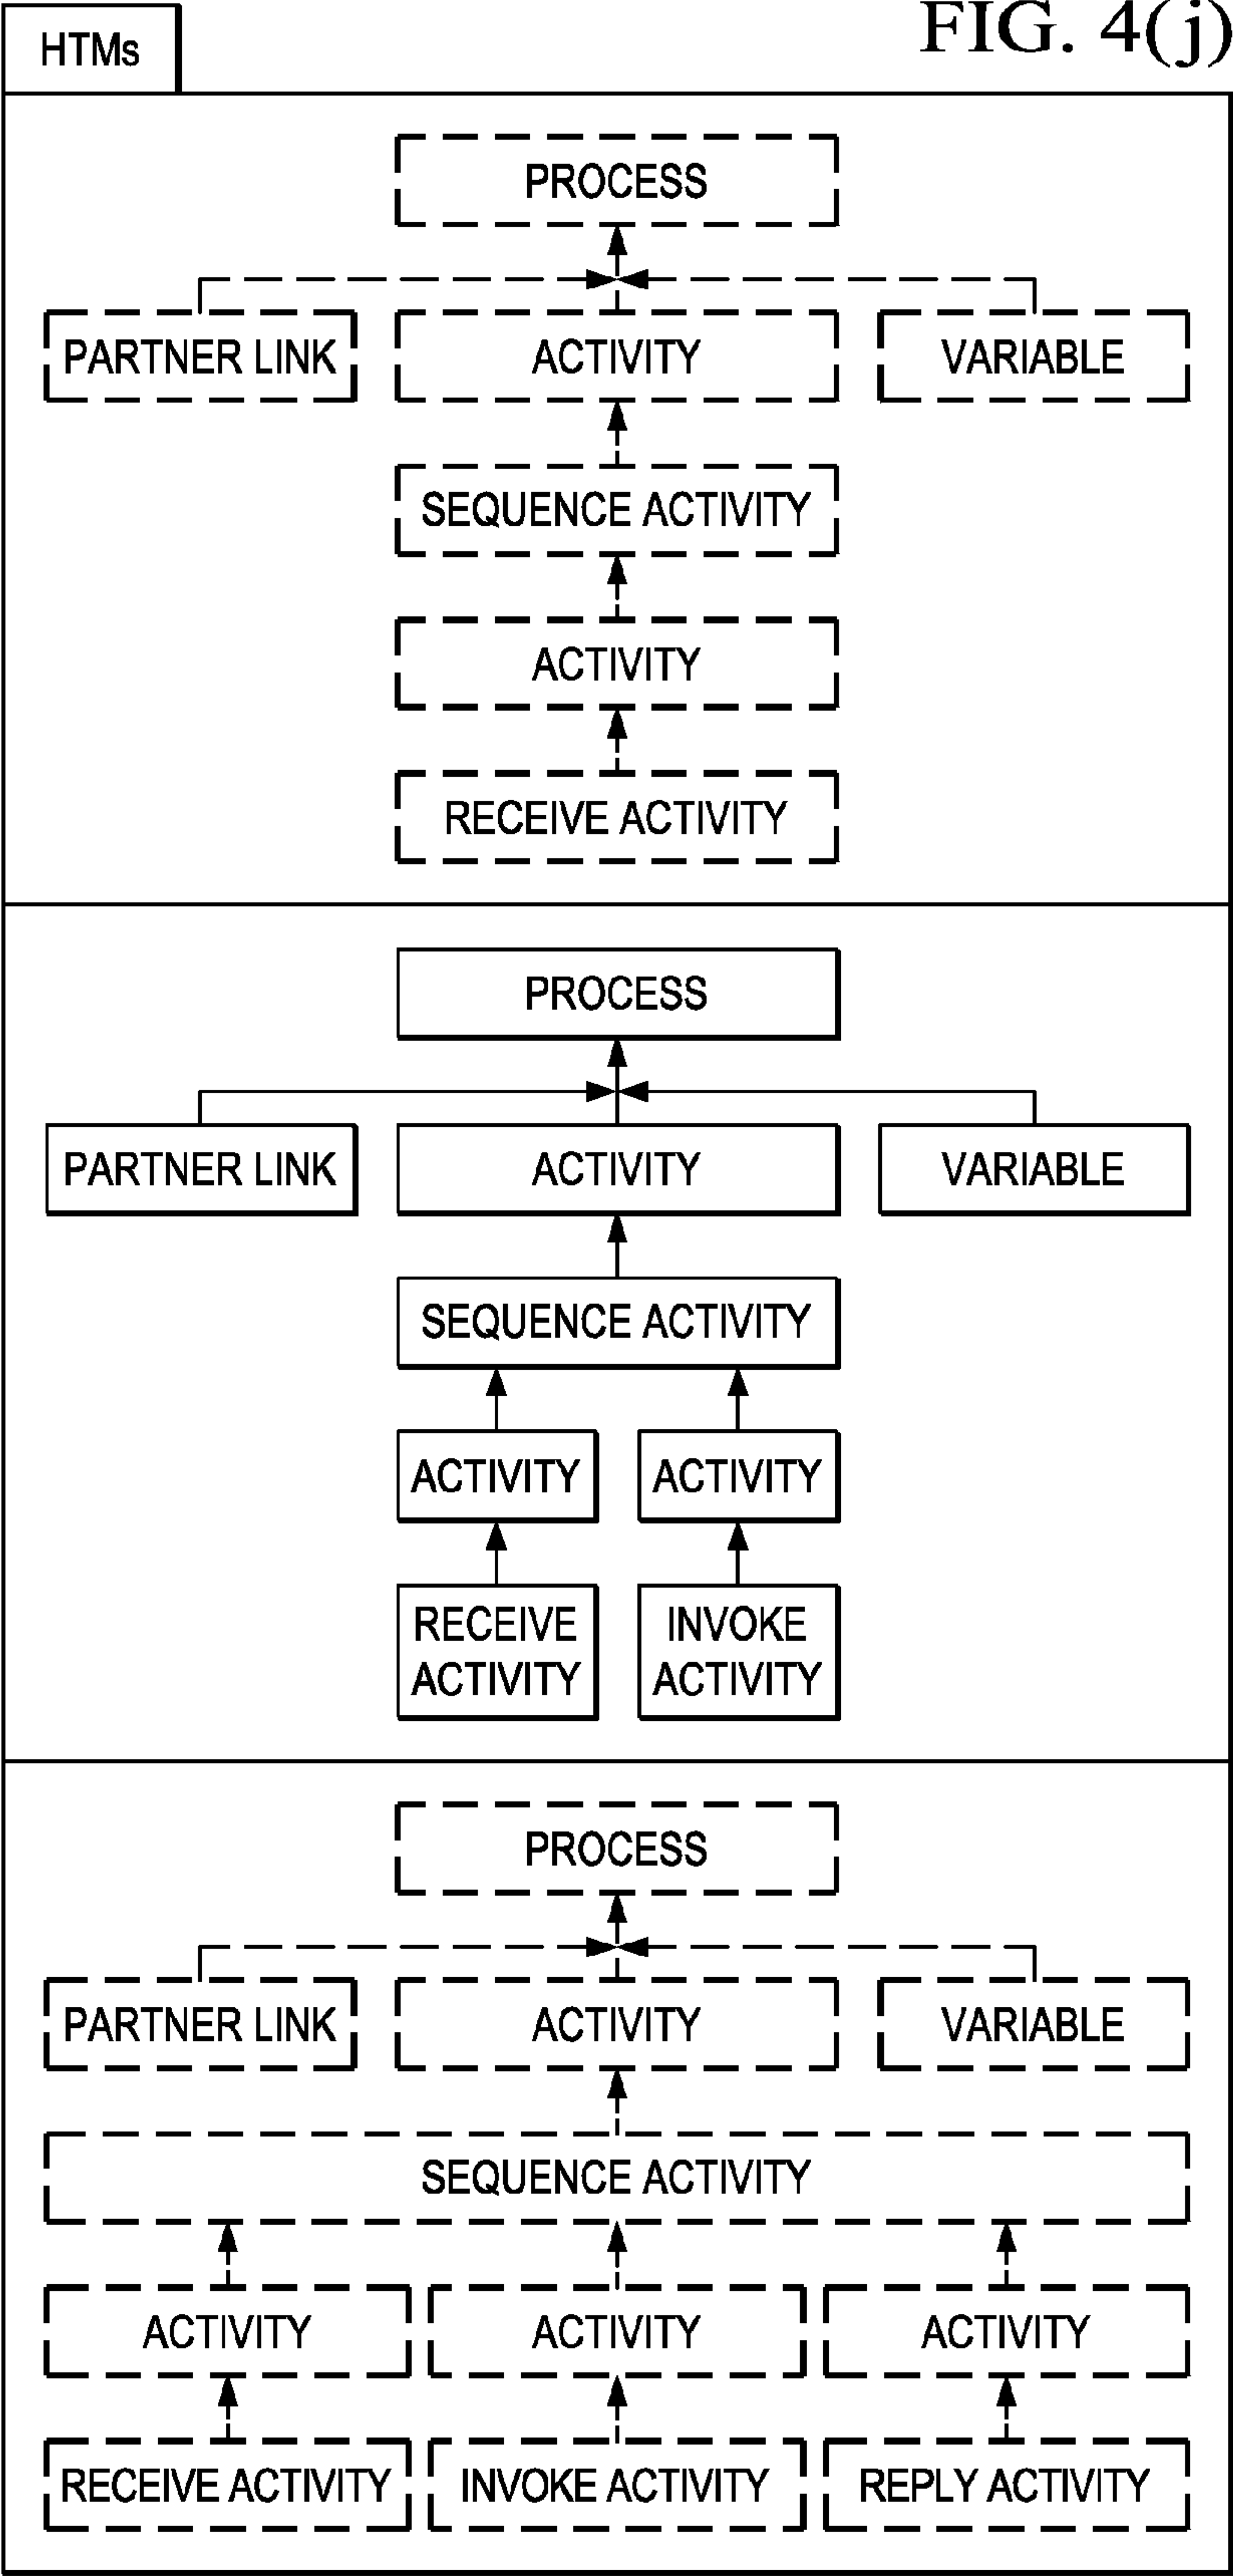 FIG. 4(j)
HTMs
PROCESS
PARTNER LINK
ACTIVITY
VARIABLE
SEQUENCE ACTIVITY
ACTIVITY
RECEIVE ACTIVITY
PROCESS
PARTNER LINK
ACTIVITY
VARIABLE
SEQUENCE ACTIVITY
ACTIVITY
ACTIVITY
RECEIVE
ACTIVITY
INVOKE
ACTIVITY
PROCESS
PARTNER LINK
ACTIVITY
VARIABLE
SEQUENCE ACTIVITY
ACTIVITY
ACTIVITY
ACTIVITY
RECEIVE ACTIVITY
INVOKE ACTIVITY
REPLY ACTIVITY